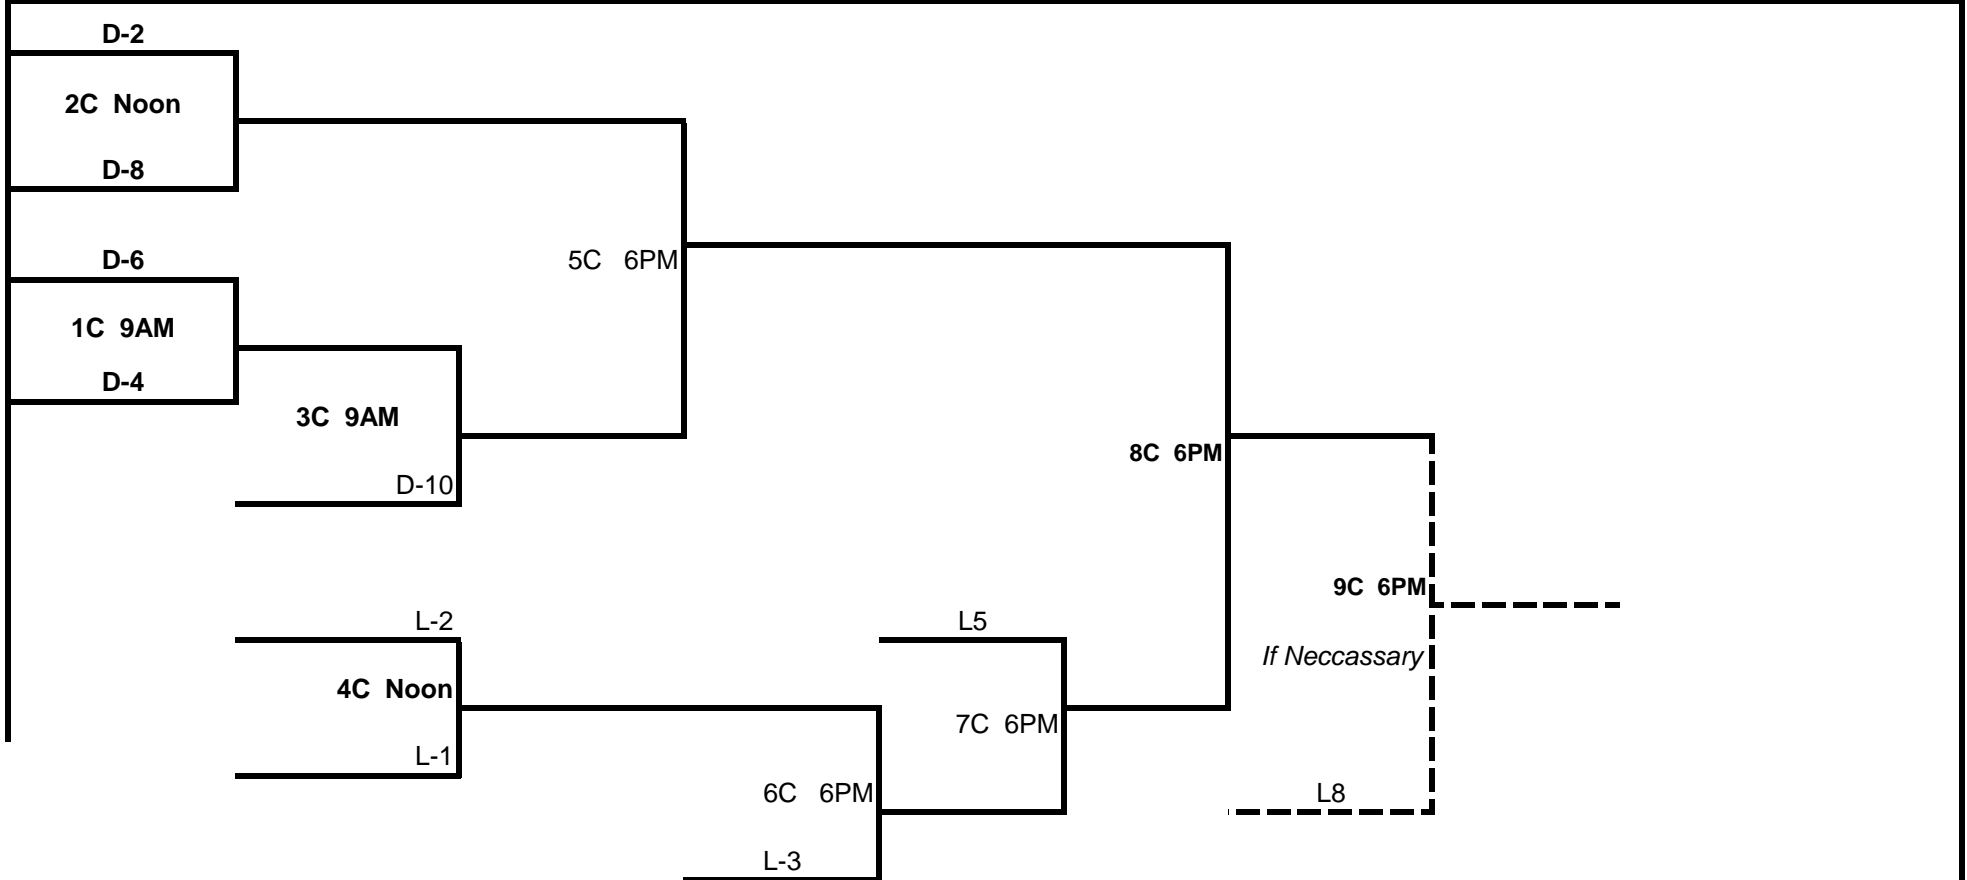 D-2
2C Noon
D-8
D-6
5C 6PM
1C 9AM
D-4
3C 9AM
8C 6PM
D-10
9C 6PM
L-2
L5
If Neccassary
4C Noon
7C 6PM
L-1
6C 6PM
L8
L-3